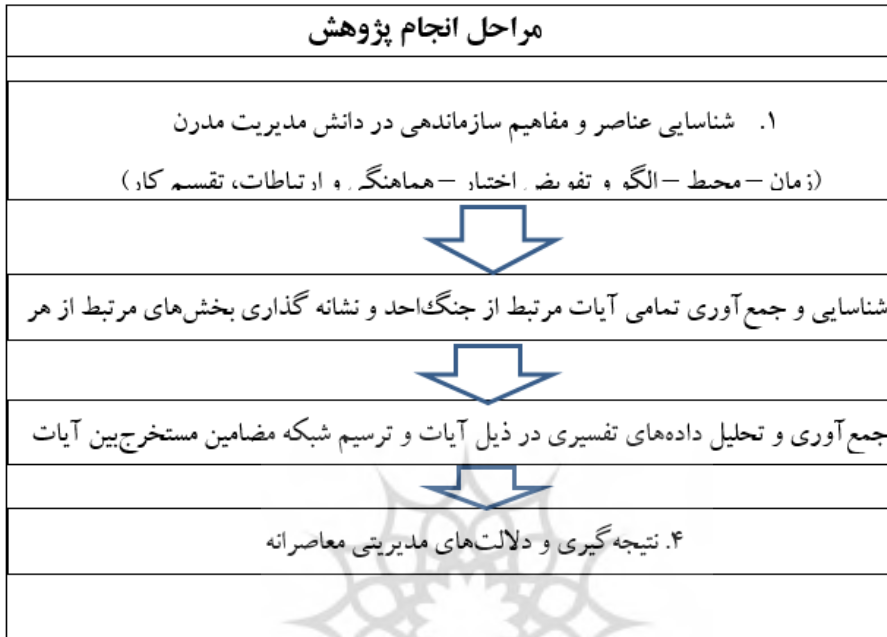 مراحل انجام پژوهش
۱. شناسایی عناصر و مفاهیم سازماندهی در دانش مدیریت مدرن
(زمان – محیط – الگو و تفویض اختیار – هماهنگی و ارتباطات، تقسیم کار)
شناسایی و جمع‌آوری تمامی آیات مرتبط از جنگ‌احد و نشانه گذاری بخش‌های مرتبط از هر
جمع‌آوری و تحلیل داده‌های تفسیری در ذیل آیات و ترسیم شبکه مضامین مستخرج‌بین آیات
۴. نتیجه‌گیری و دلالت‌های مدیریتی معاصرانه